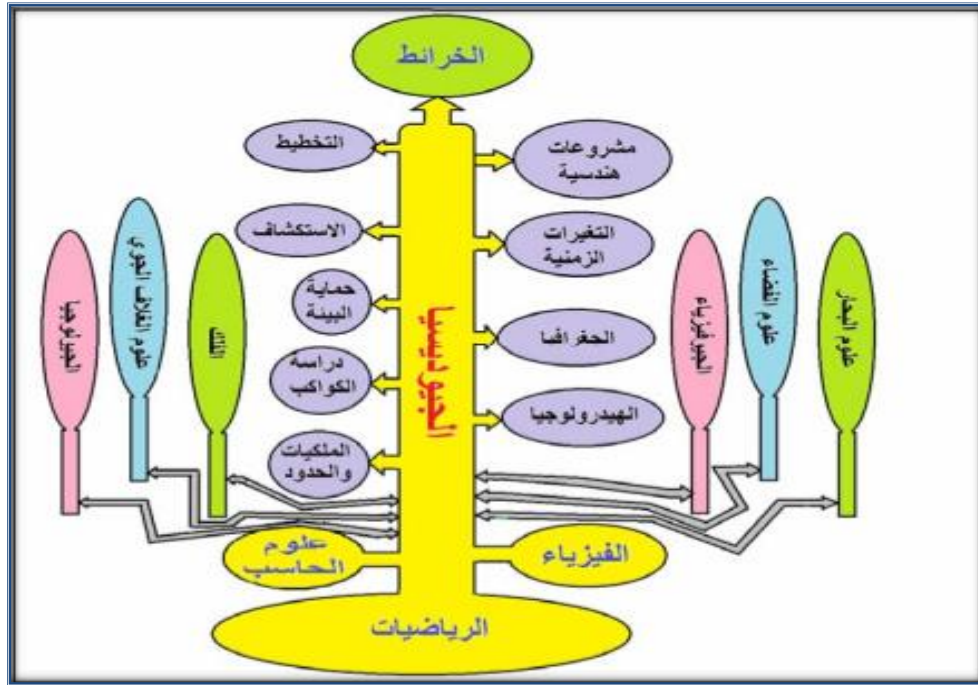 الخرائط
مشروعات
هندسية
التخطيط
التغيرات
الزمنية
الاستكشاف
علوم البحار
علوم الفضاء
الجيوفيزياء
الجغرافيا
الهيدرولوجيا
الجيوديسيا
حماية
البيئة
دراسة
الكواكب
الملكيات
والحدود
الفلك
علوم الغلاف الجوي
الجيولوجيا
الفيزياء
علوم
الحاسب
الرياضيات